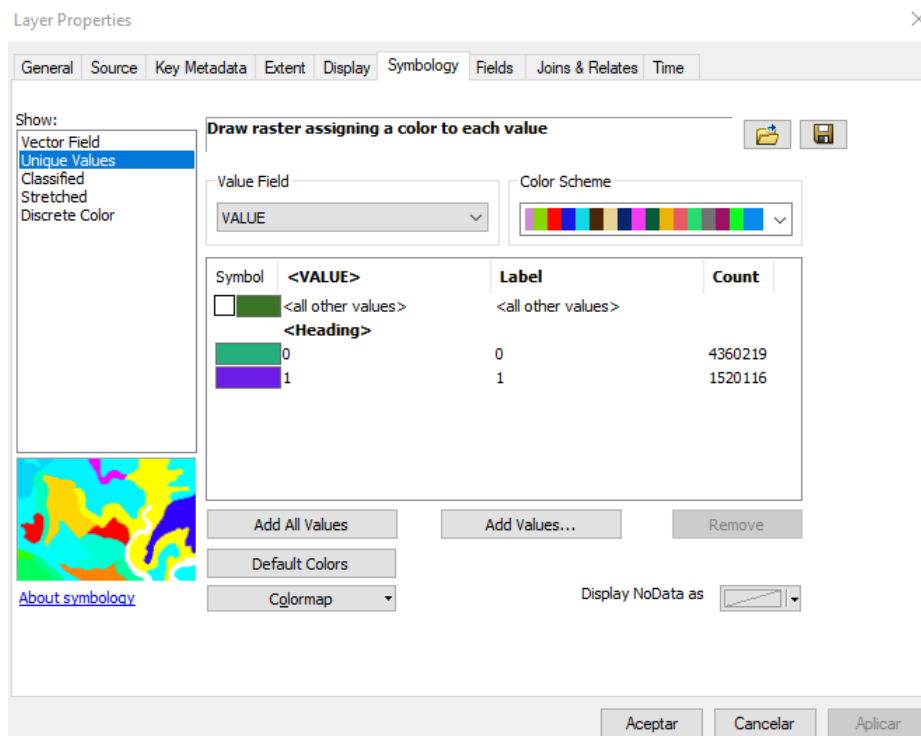 Layer Properties
General Source Key Metadata Extent Display Symbology Fields Joins & Relates Time
Show:
Vector Field
Unique Values
Classified
Stretched
Discrete Color
Draw raster assigning a color to each value
Value Field
VALUE
Color Scheme
Symbol <VALUE> Label Count
<all other values> <all other values>
<Heading>
0 0 4360219
1 1 1520116
Add All Values Add Values... Remove
Default Colors
Colormap
Display NoData as
About symbology
Aceptar Cancelar Aplicar